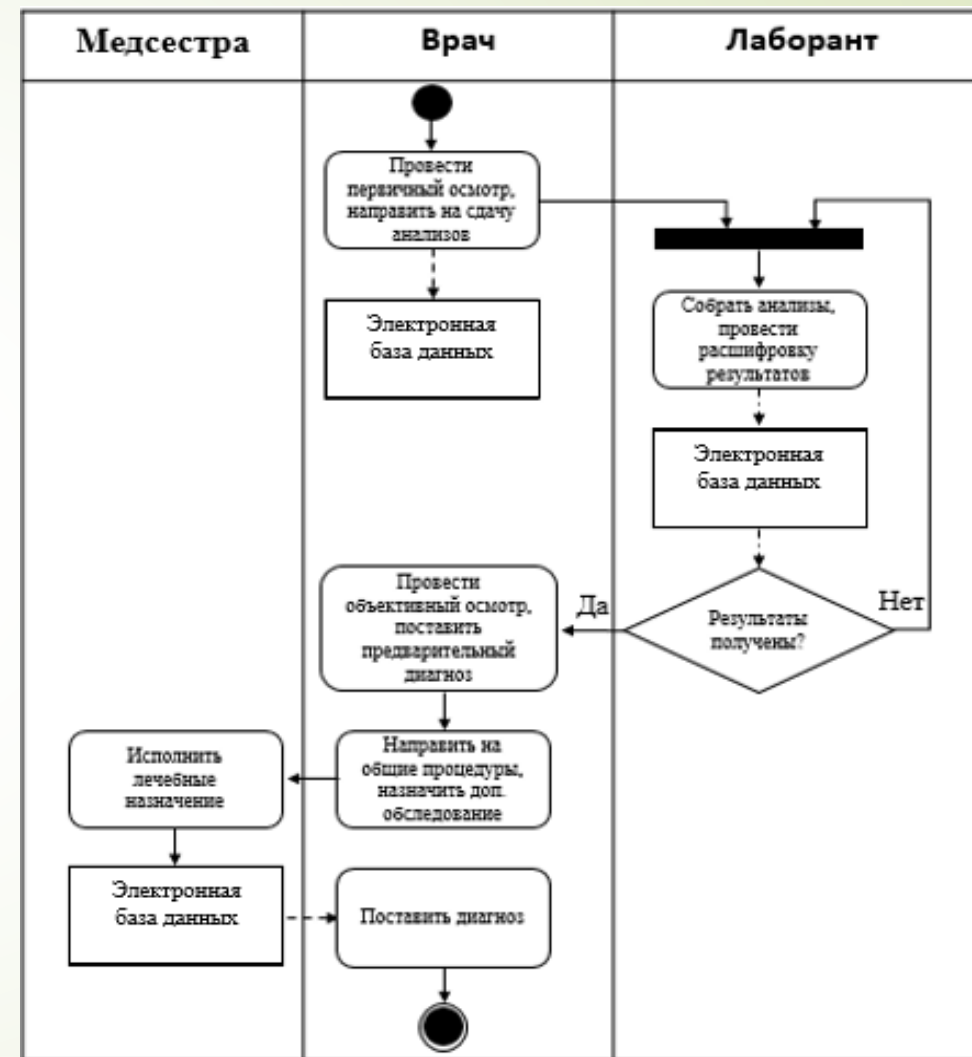 Медсестра
Врач
Лаборант
Провести
первичный осмотр,
направить на сдачу
анализов
Электронная
база данных
Собрать анализы,
провести
расшифровку
результатов
Электронная
база данных
Результаты
получены?
Да
Нет
Провести
объективный осмотр,
поставить
предварительный
диагноз
Направить на
общие процедуры,
назначить доп.
обследование
Исполнить
лечебные
назначение
Электронная
база данных
Поставить диагноз